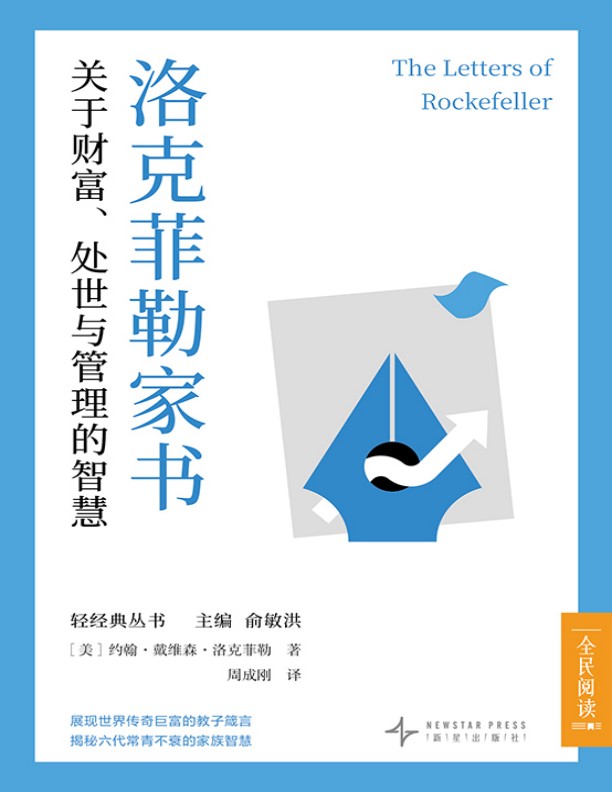 The Letters of
Rockefeller
洛克菲勒家书
关于财富、处世与管理的智慧
轻经典丛书 主编 俞敏洪
［美］约翰·戴维森·洛克菲勒 著
周成刚 译
全民阅读
展现世界传奇巨富的教子箴言
揭秘六代常青不衰的家族智慧
NEWSTAR PRESS
新星出版社